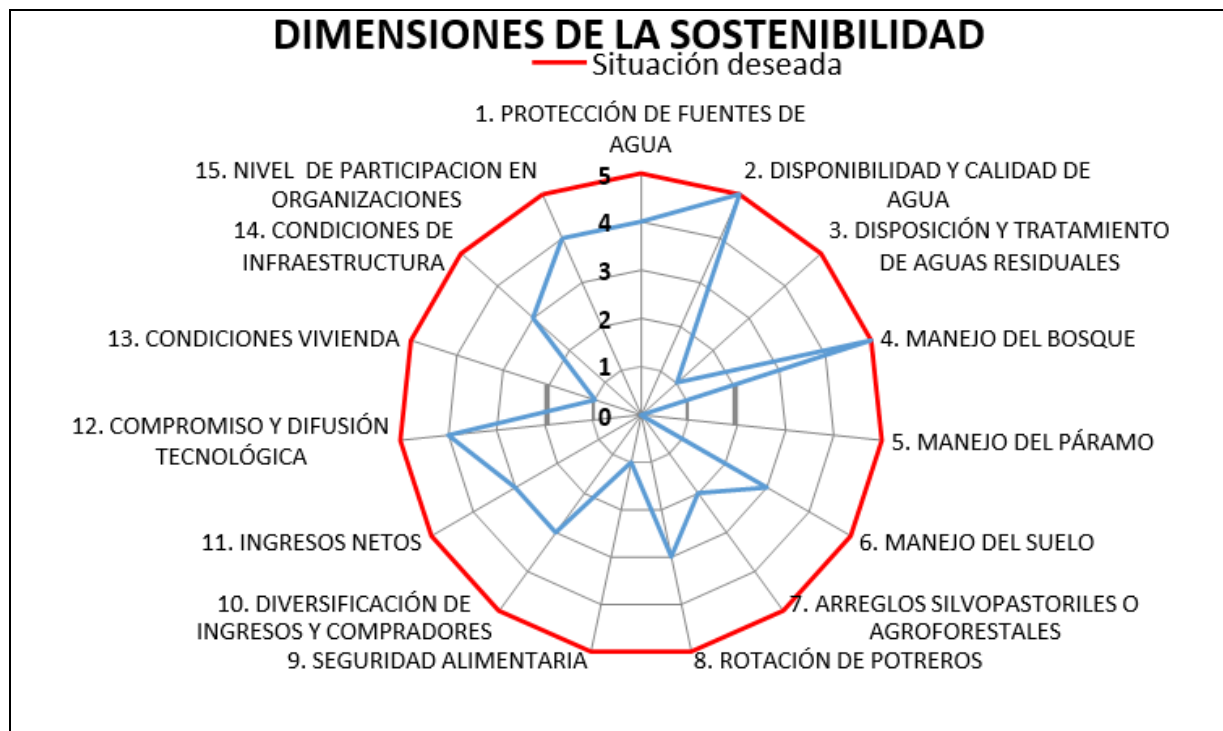 DIMENSIONES DE LA SOSTENIBILIDAD
Situación deseada
1. PROTECCIÓN DE FUENTES DE
AGUA
2. DISPONIBILIDAD Y CALIDAD DE
AGUA
3. DISPOSICIÓN Y TRATAMIENTO
DE AGUAS RESIDUALES
4. MANEJO DEL BOSQUE
5. MANEJO DEL PÁRAMO
6. MANEJO DEL SUELO
7. ARREGLOS SILVOPASTORILES O
AGROFORESTALES
8. ROTACIÓN DE POTREROS
9. SEGURIDAD ALIMENTARIA
10. DIVERSIFICACIÓN DE
INGRESOS Y COMPRADORES
11. INGRESOS NETOS
12. COMPROMISO Y DIFUSIÓN
TECNOLÓGICA
13. CONDICIONES VIVIENDA
14. CONDICIONES DE
INFRAESTRUCTURA
15. NIVEL DE PARTICIPACION EN
ORGANIZACIONES
5
4
3
2
1
0